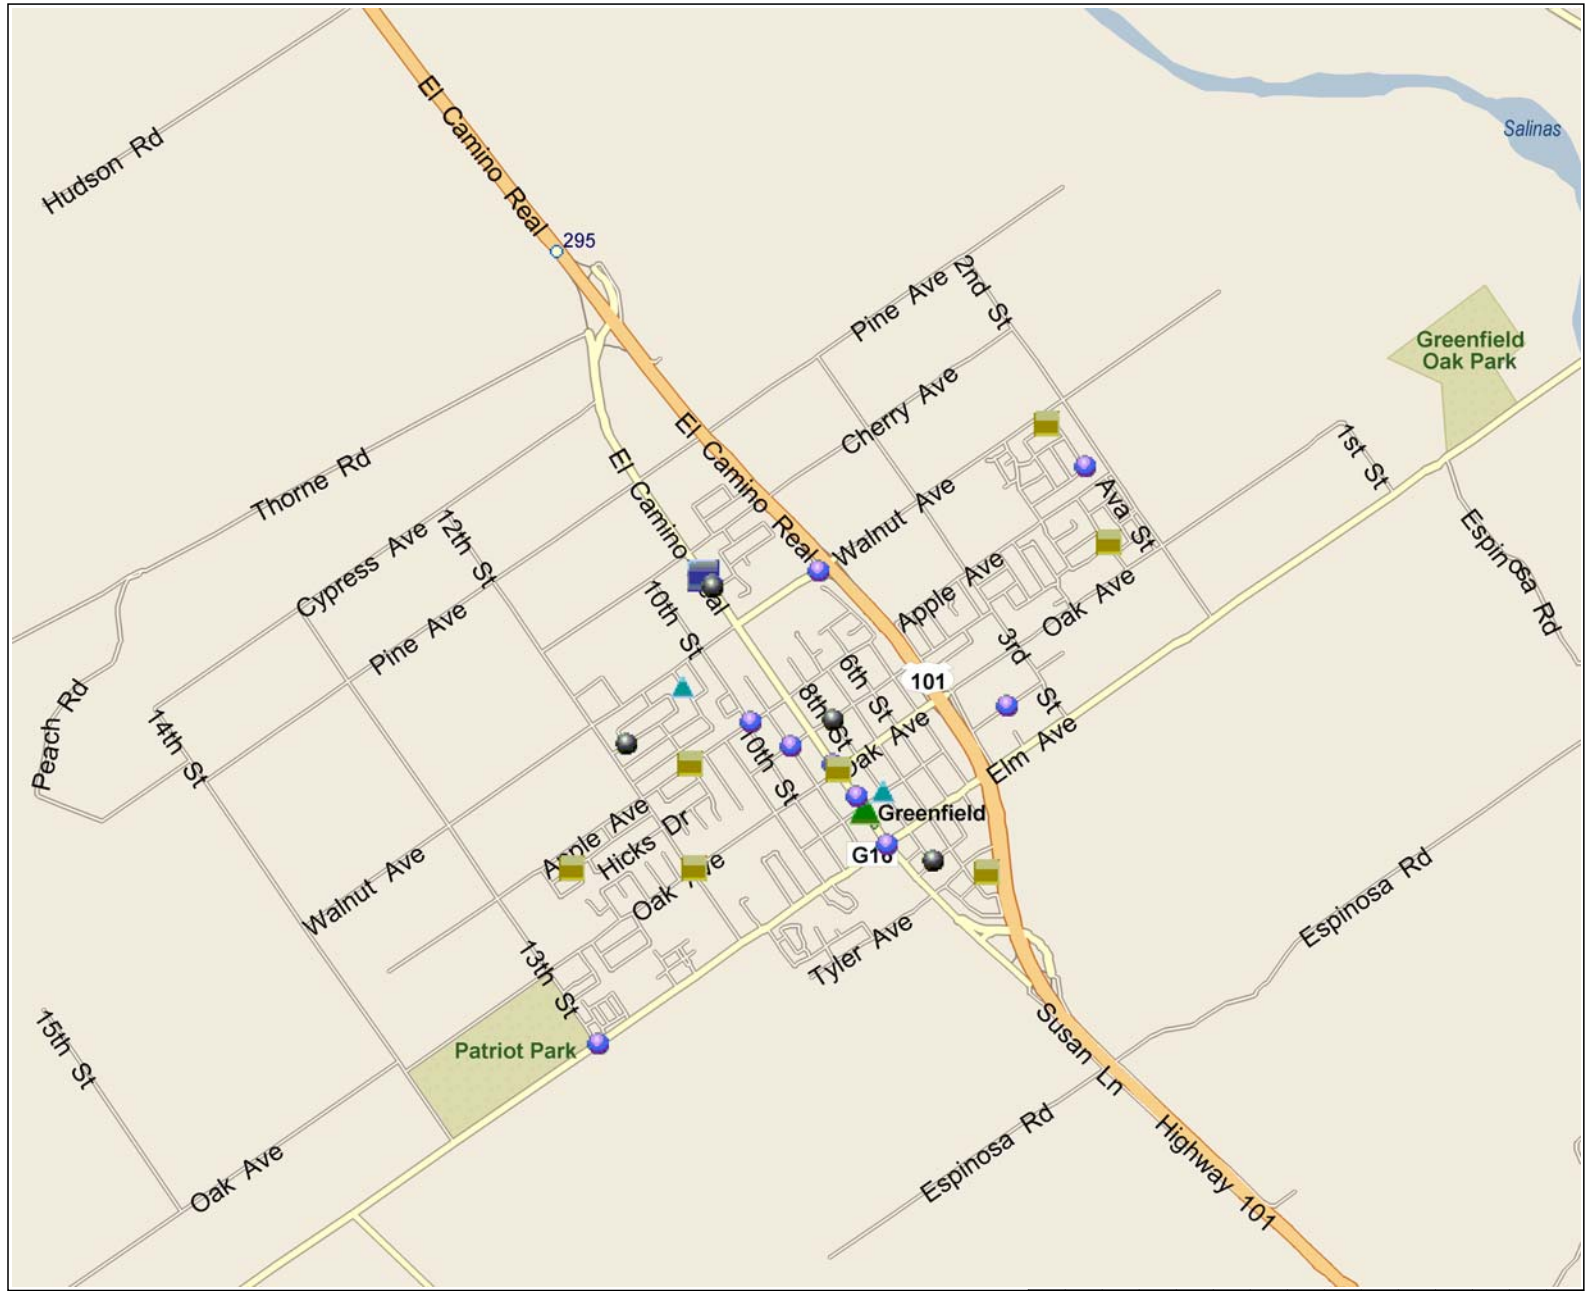 El Camino Real
Salinas
Hudson Rd
295
2nd St
Pine Ave
Greenfield
Oak Park
Cherry Ave
El Camino Real
1st St
Thorne Rd
El Camino
Walnut Ave
Ava St
12th St
Cypress Ave
Espinosa Rd
Apple Ave
Oak Ave
10th St
Pine Ave
3rd St
6th St
101
8th St
Peach Rd
14th St
Oak Ave
Elm Ave
10th St
Greenfield
Apple Ave
Hicks Dr
G16
Walnut Ave
Oak Ave
Espinosa Rd
Tyler Ave
13th St
15th St
Patriot Park
Susan Ln
Espinosa Rd
Highway 101
Oak Ave